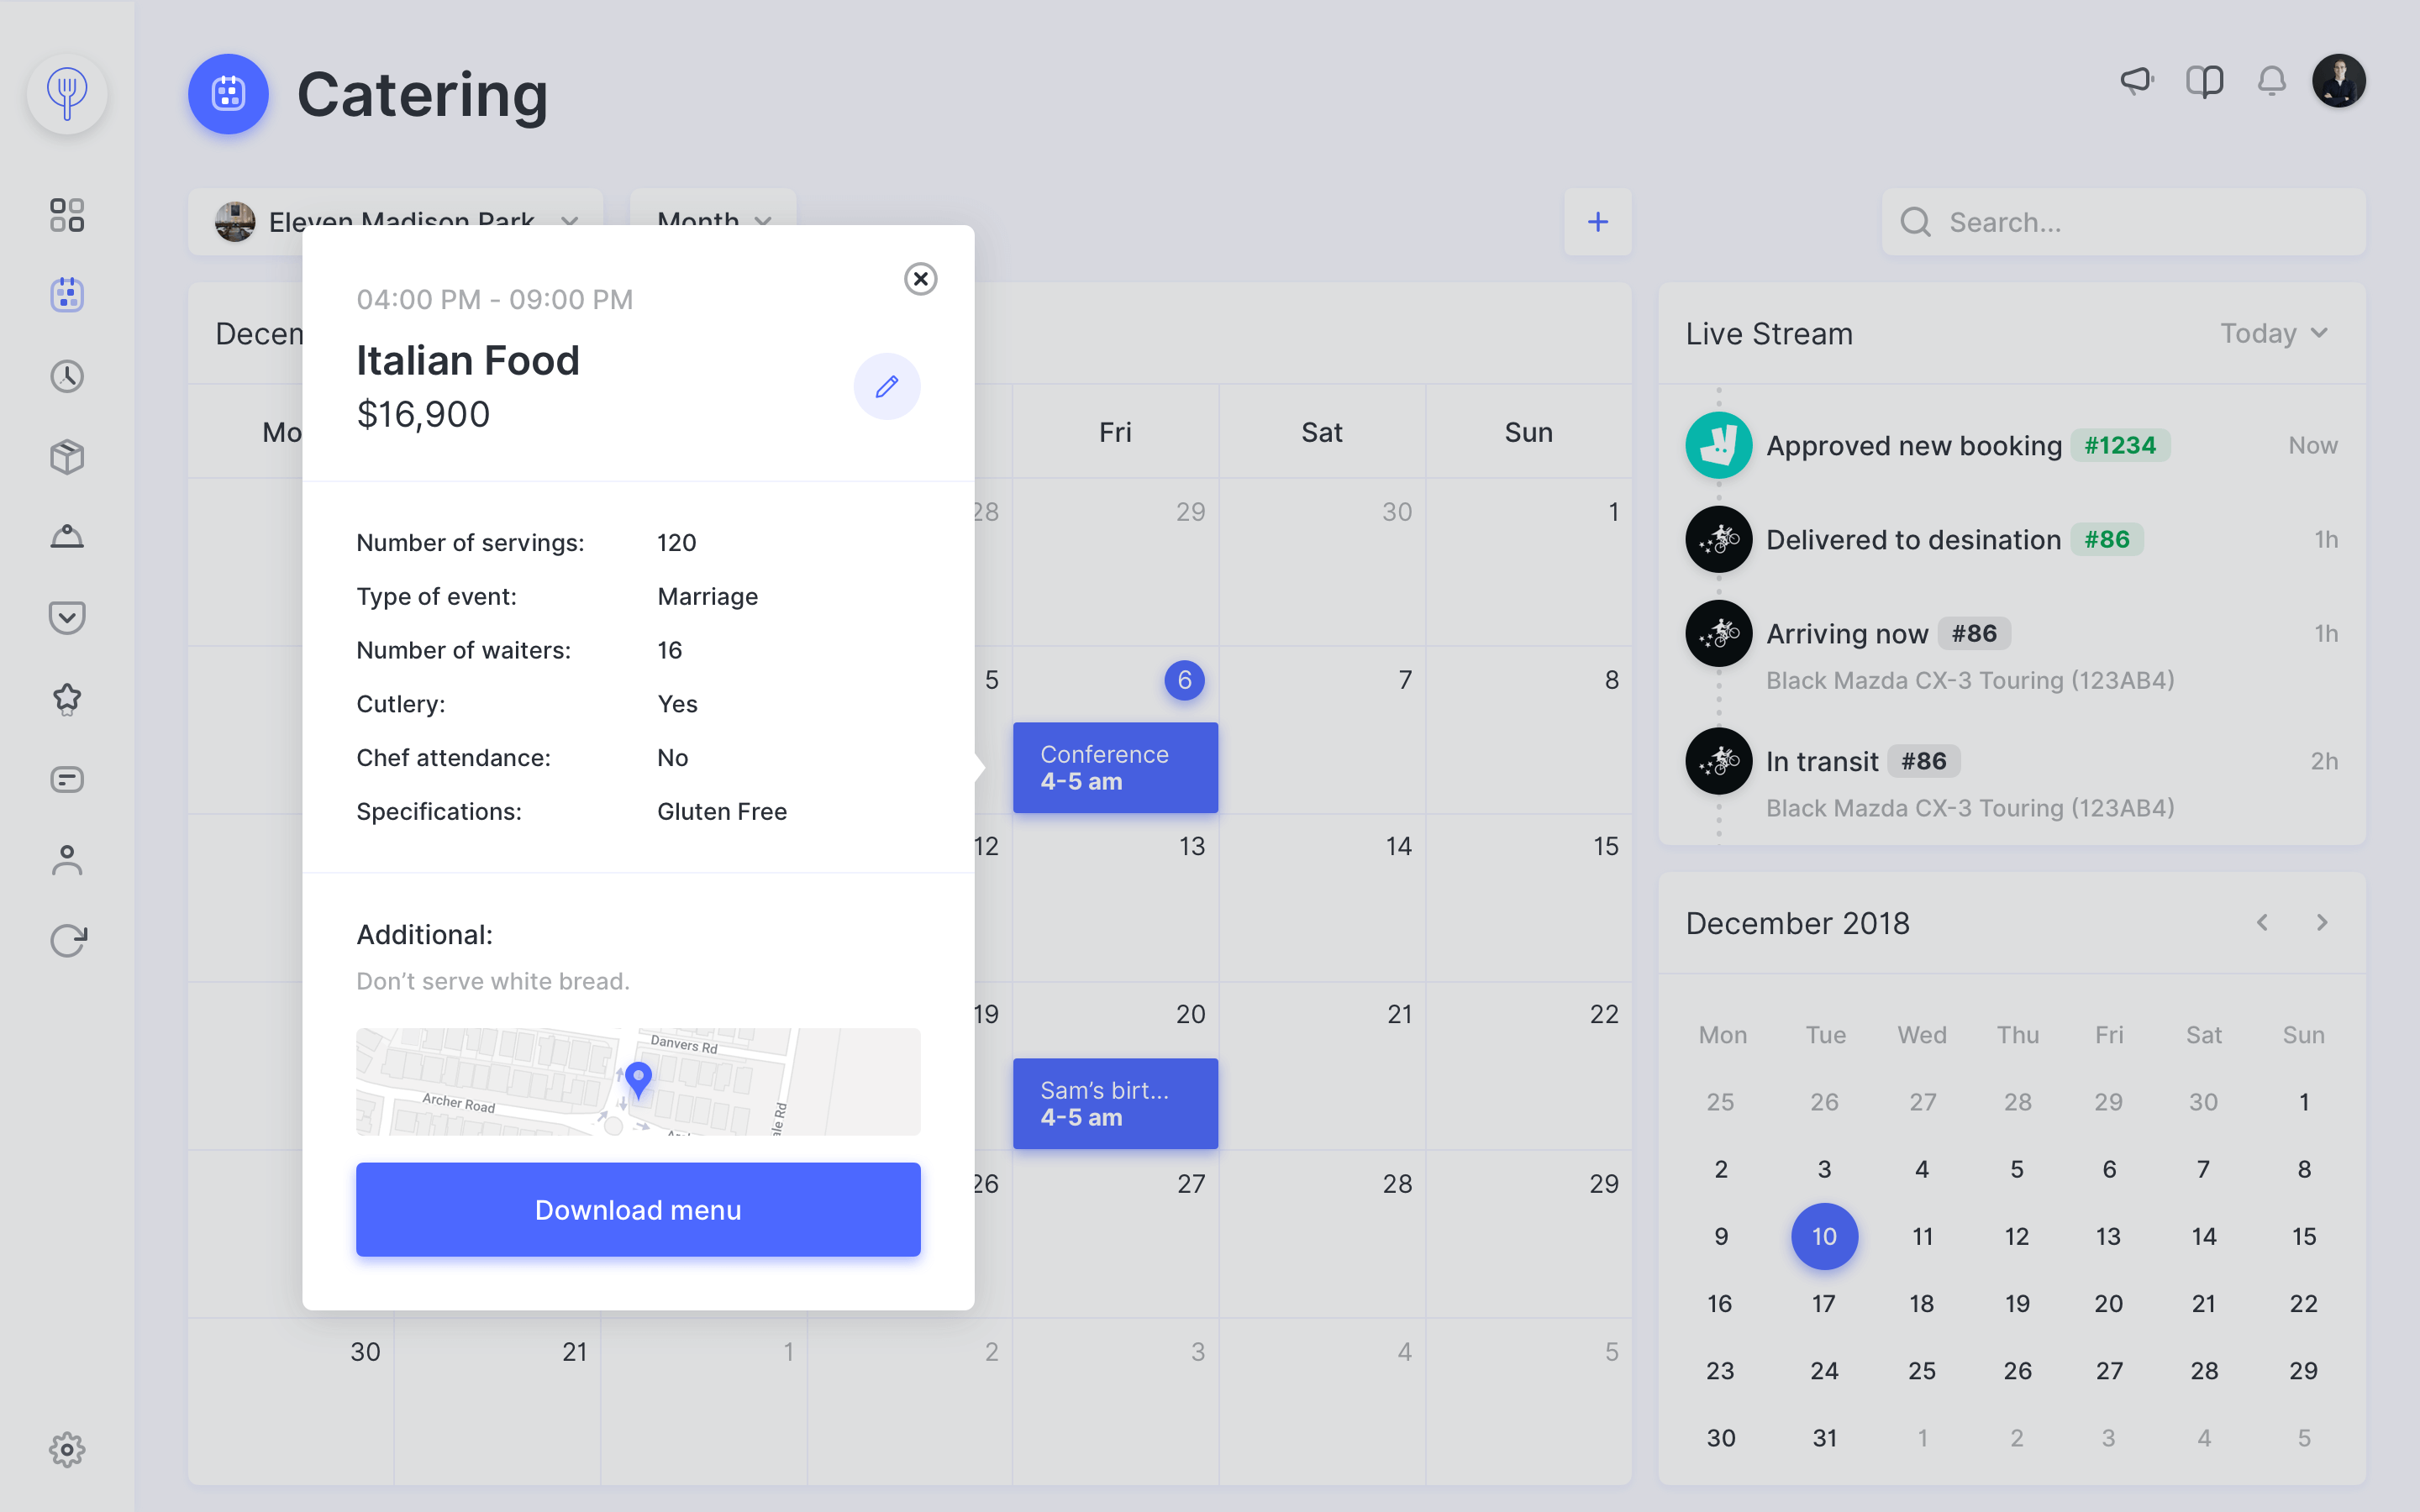 Catering
Eleven Madison Park
Month
Search...
04:00 PM - 09:00 PM
Italian Food
$16,900
Number of servings: 120
Type of event: Marriage
Number of waiters: 16
Cutlery: Yes
Chef attendance: No
Specifications: Gluten Free
Additional:
Don't serve white bread.
Danvers Rd
Archer Road
Download menu
Fri Sat Sun
28 29 30 1
5 6 7 8
Conference
4-5 am
12 13 14 15
19 20 21 22
Sam's birt...
4-5 am
26 27 28 29
30 21 1 2 3 4 5
Live Stream
Today
Approved new booking #1234 Now
Delivered to desination #86 1h
Arriving now #86 1h
Black Mazda CX-3 Touring (123AB4)
In transit #86 2h
Black Mazda CX-3 Touring (123AB4)
December 2018
Mon Tue Wed Thu Fri Sat Sun
25 26 27 28 29 30 1
2 3 4 5 6 7 8
9 10 11 12 13 14 15
16 17 18 19 20 21 22
23 24 25 26 27 28 29
30 31 1 2 3 4 5